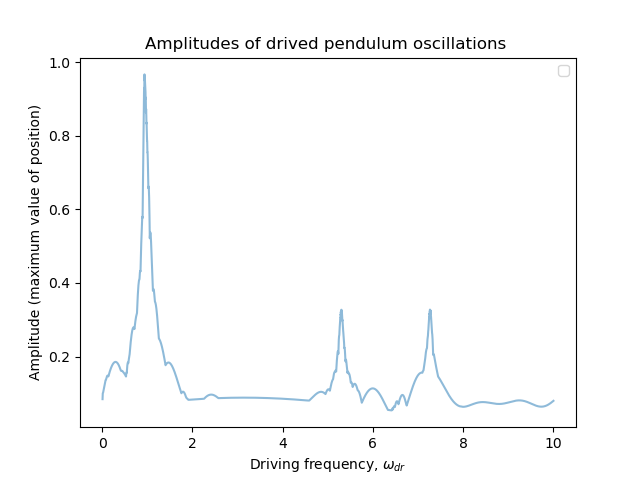 Amplitudes of drived pendulum oscillations
Amplitude (maximum value of position)
1.0
0.8
0.6
0.4
0.2
0 2 4 6 8 10
Driving frequency, ω_dr